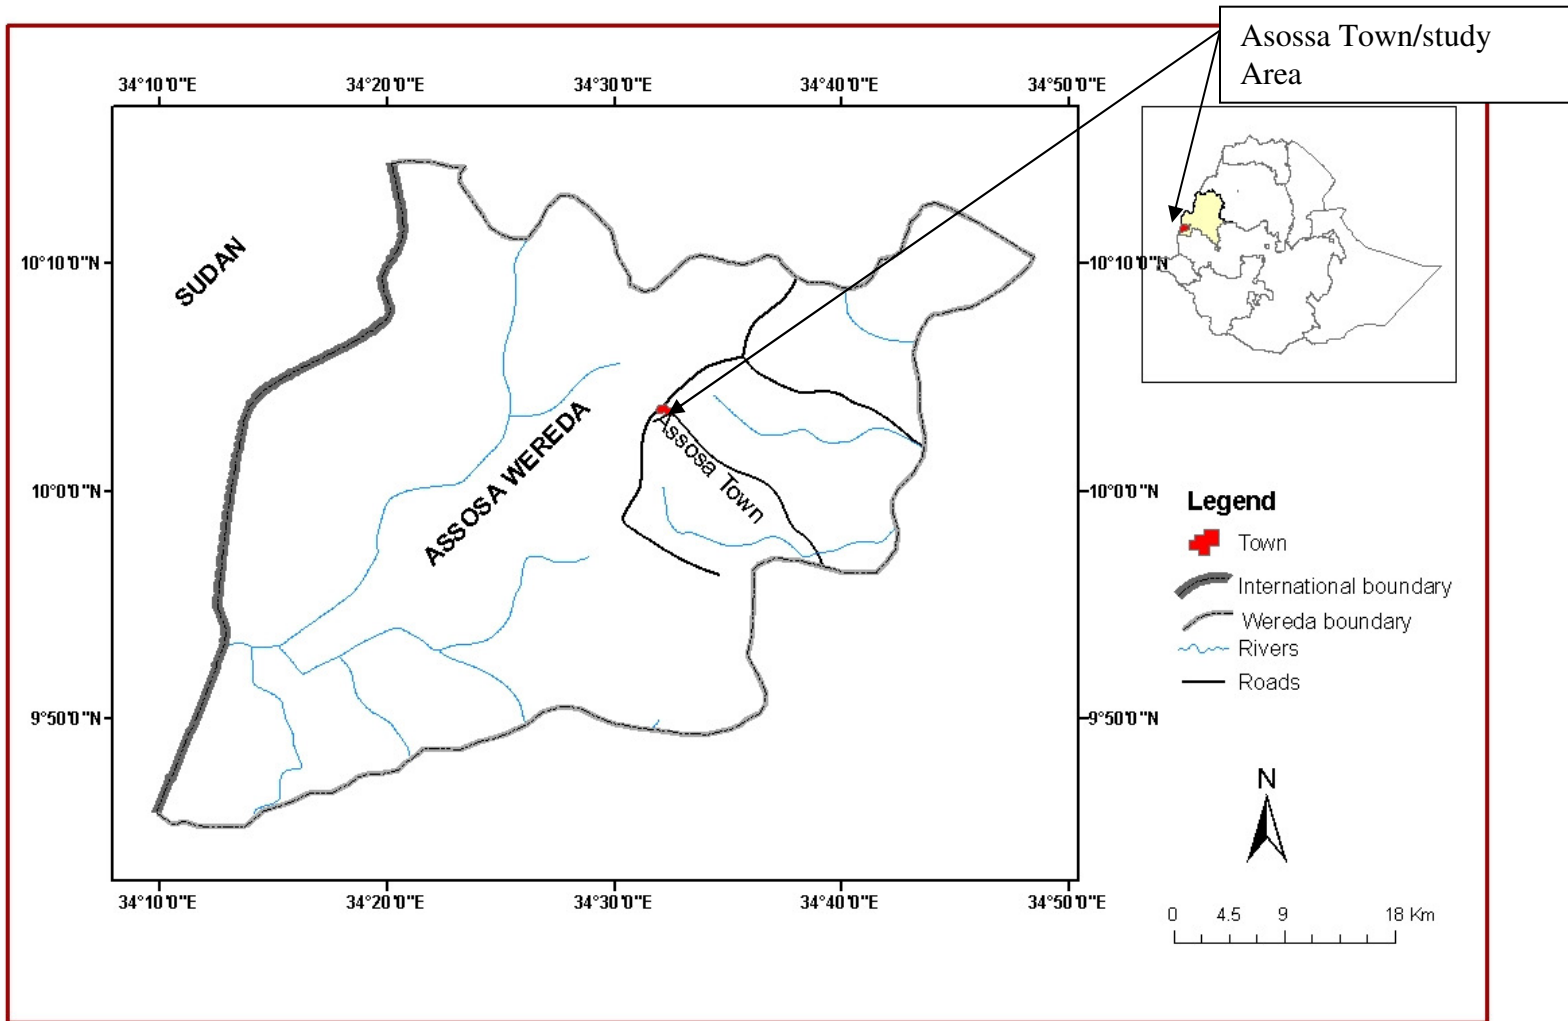 Asossa Town/study
Area
34°10'0"E 34°20'0"E 34°30'0"E 34°40'0"E 34°50'0"E
SUDAN
10°10'0"N 10°10'0"N
ASSOSA WEREDA
Assosa Town
10°0'0"N 10°0'0"N
9°50'0"N 9°50'0"N
34°10'0"E 34°20'0"E 34°30'0"E 34°40'0"E 34°50'0"E
Legend
Town
International boundary
Wereda boundary
Rivers
Roads
N
0 4.5 9 18 Km